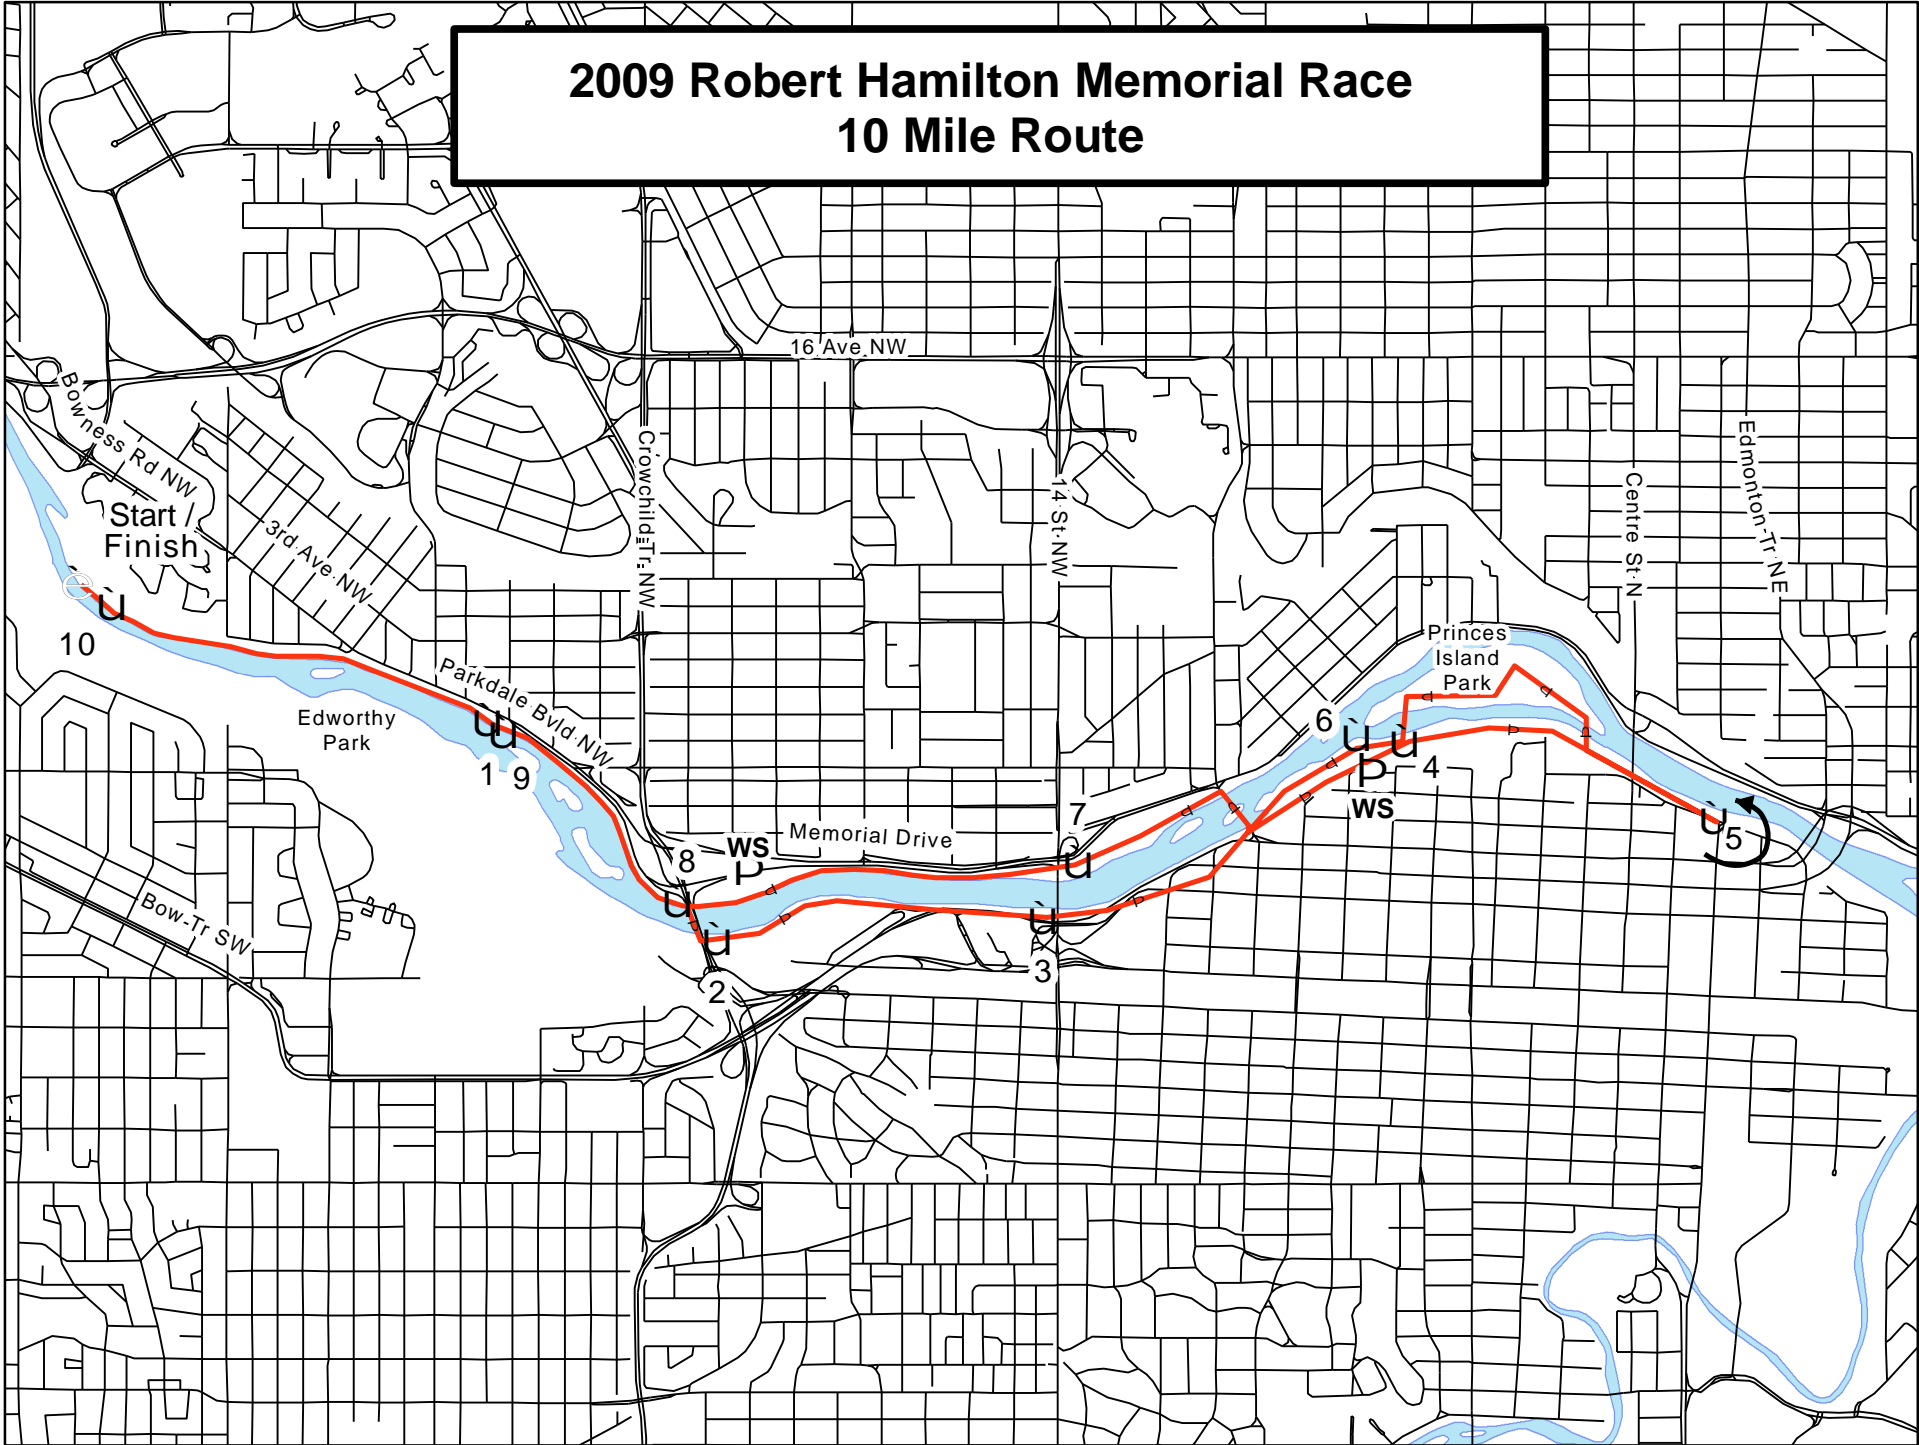 2009 Robert Hamilton Memorial Race
10 Mile Route
16 Ave NW
Bowness Rd NW
Start /
Finish
3rd Ave NW
Crowchild Tr. NW
14 St NW
Centre St N
Edmonton Tr NE
10
Edworthy
Park
Parkdale Bvld NW
1
9
Princes
Island
Park
6
4
WS
5
7
Memorial Drive
WS
8
Bow Tr SW
2
3